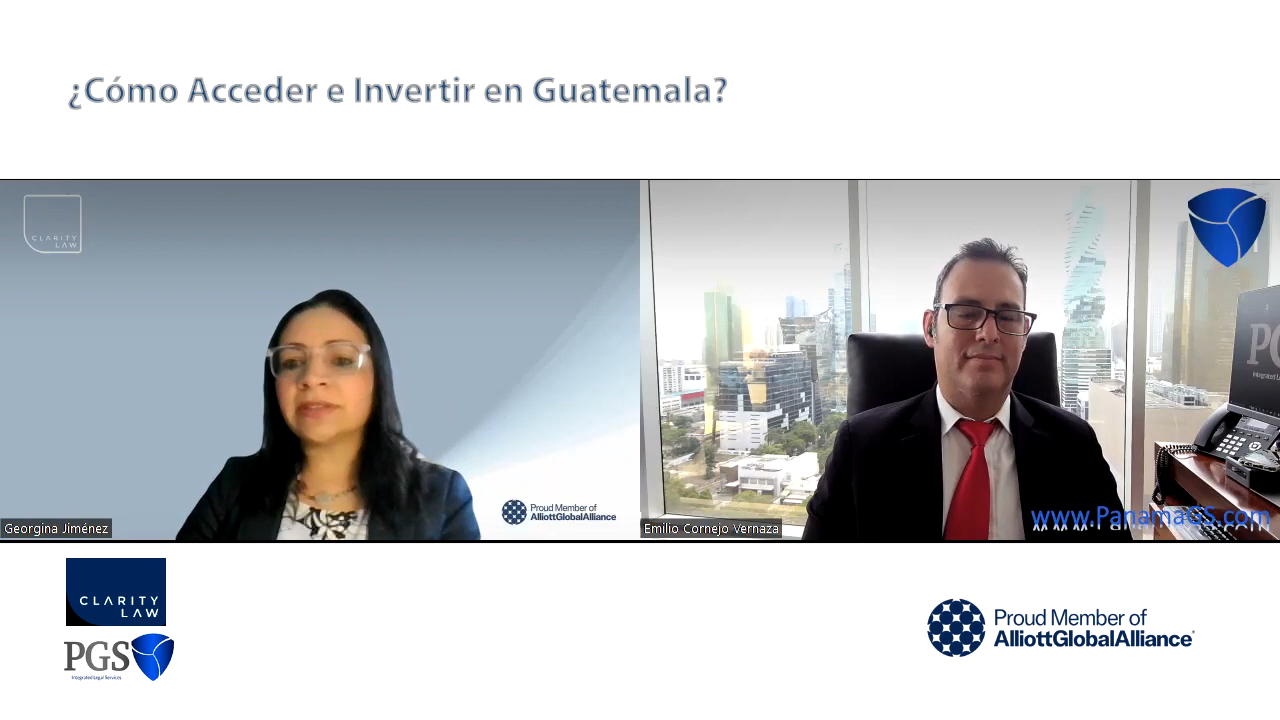 ¿Cómo Acceder e Invertir en Guatemala?
CLARITY
LAW
Proud Member of
AlliottGlobalAlliance
Georgina Jiménez
Emilio Cornejo Vernaza
www.PanamaGS.com
CLARITY
LAW
PGS
Integrated Legal Services
Proud Member of
AlliottGlobalAlliance